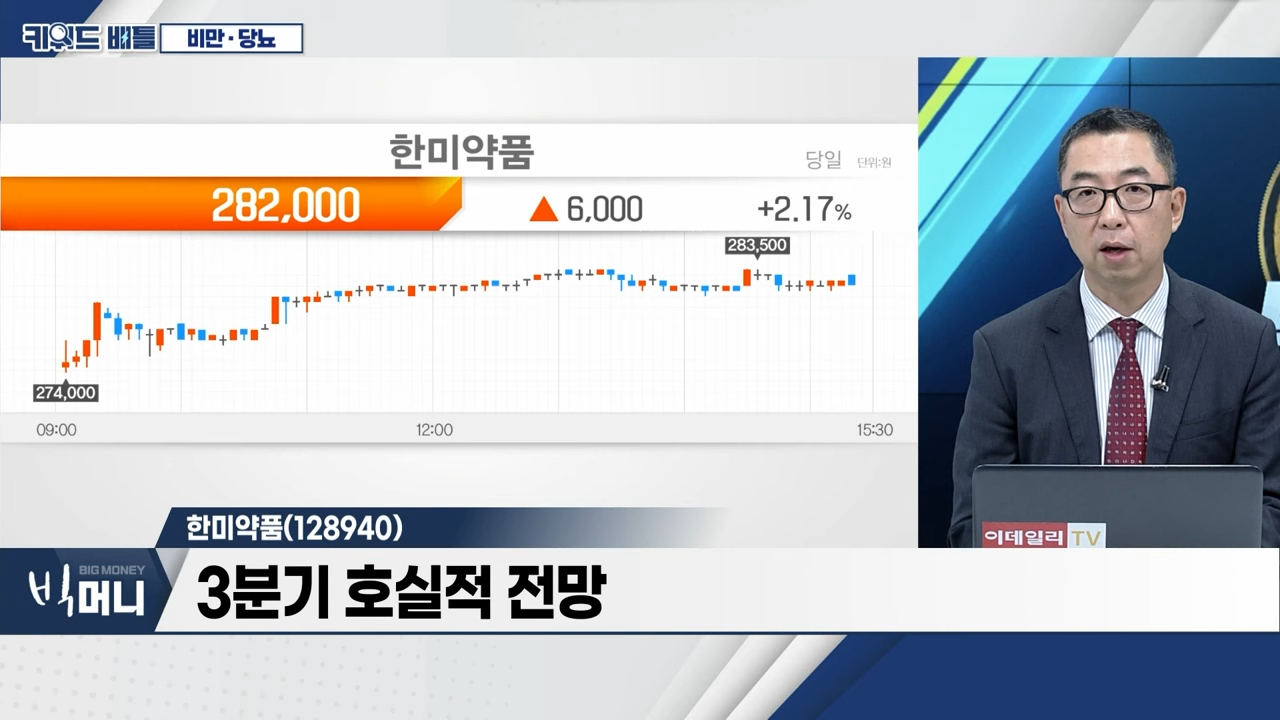 키워드 배틀
비만·당뇨
한미약품
당일 단위:원
282,000 ▲ 6,000 +2.17%
283,500
274,000
09:00 12:00 15:30
한미약품(128940)
이데일리 TV
BIG MONEY
빅머니
3분기 호실적 전망